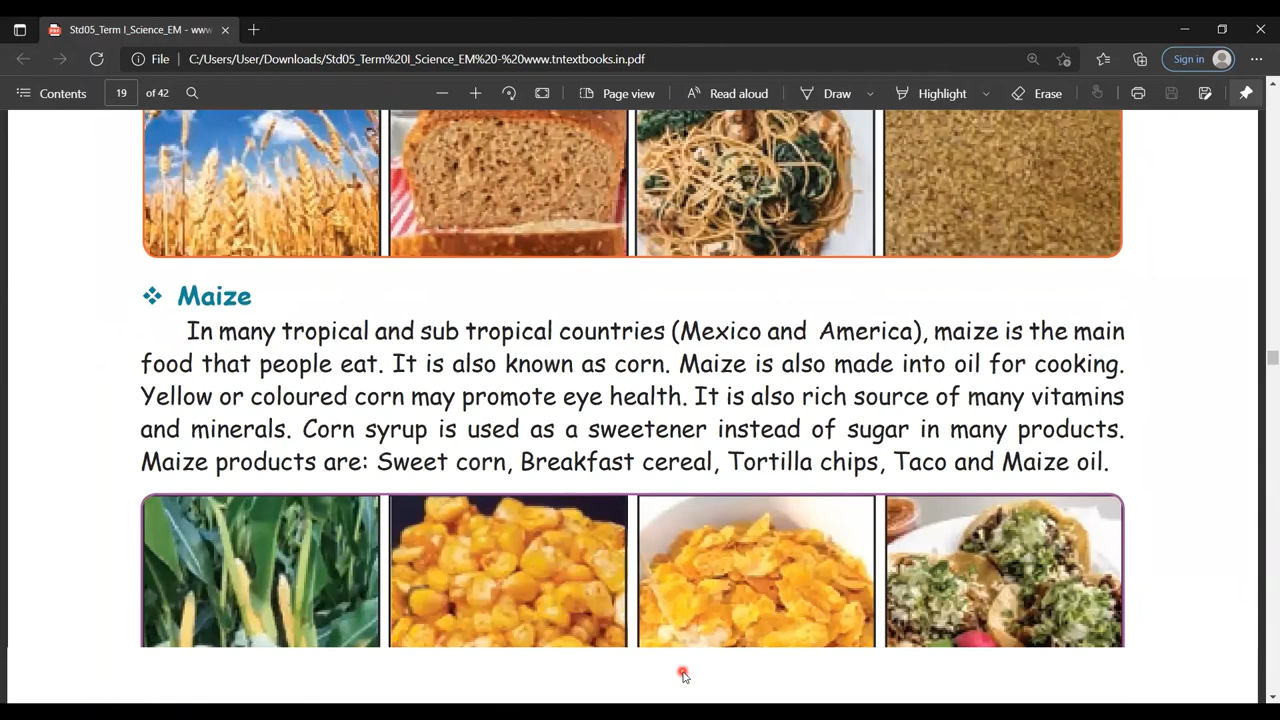 Std05_Term I_Science_EM - www
File
C:/Users/User/Downloads/Std05_Term%20I_Science_EM%20-%20www.tntextbooks.in.pdf
Sign in
Contents
19 of 42
Page view
Read aloud
Draw
Highlight
Erase
❖ Maize
In many tropical and sub tropical countries (Mexico and America), maize is the main
food that people eat. It is also known as corn. Maize is also made into oil for cooking.
Yellow or coloured corn may promote eye health. It is also rich source of many vitamins
and minerals. Corn syrup is used as a sweetener instead of sugar in many products.
Maize products are: Sweet corn, Breakfast cereal, Tortilla chips, Taco and Maize oil.